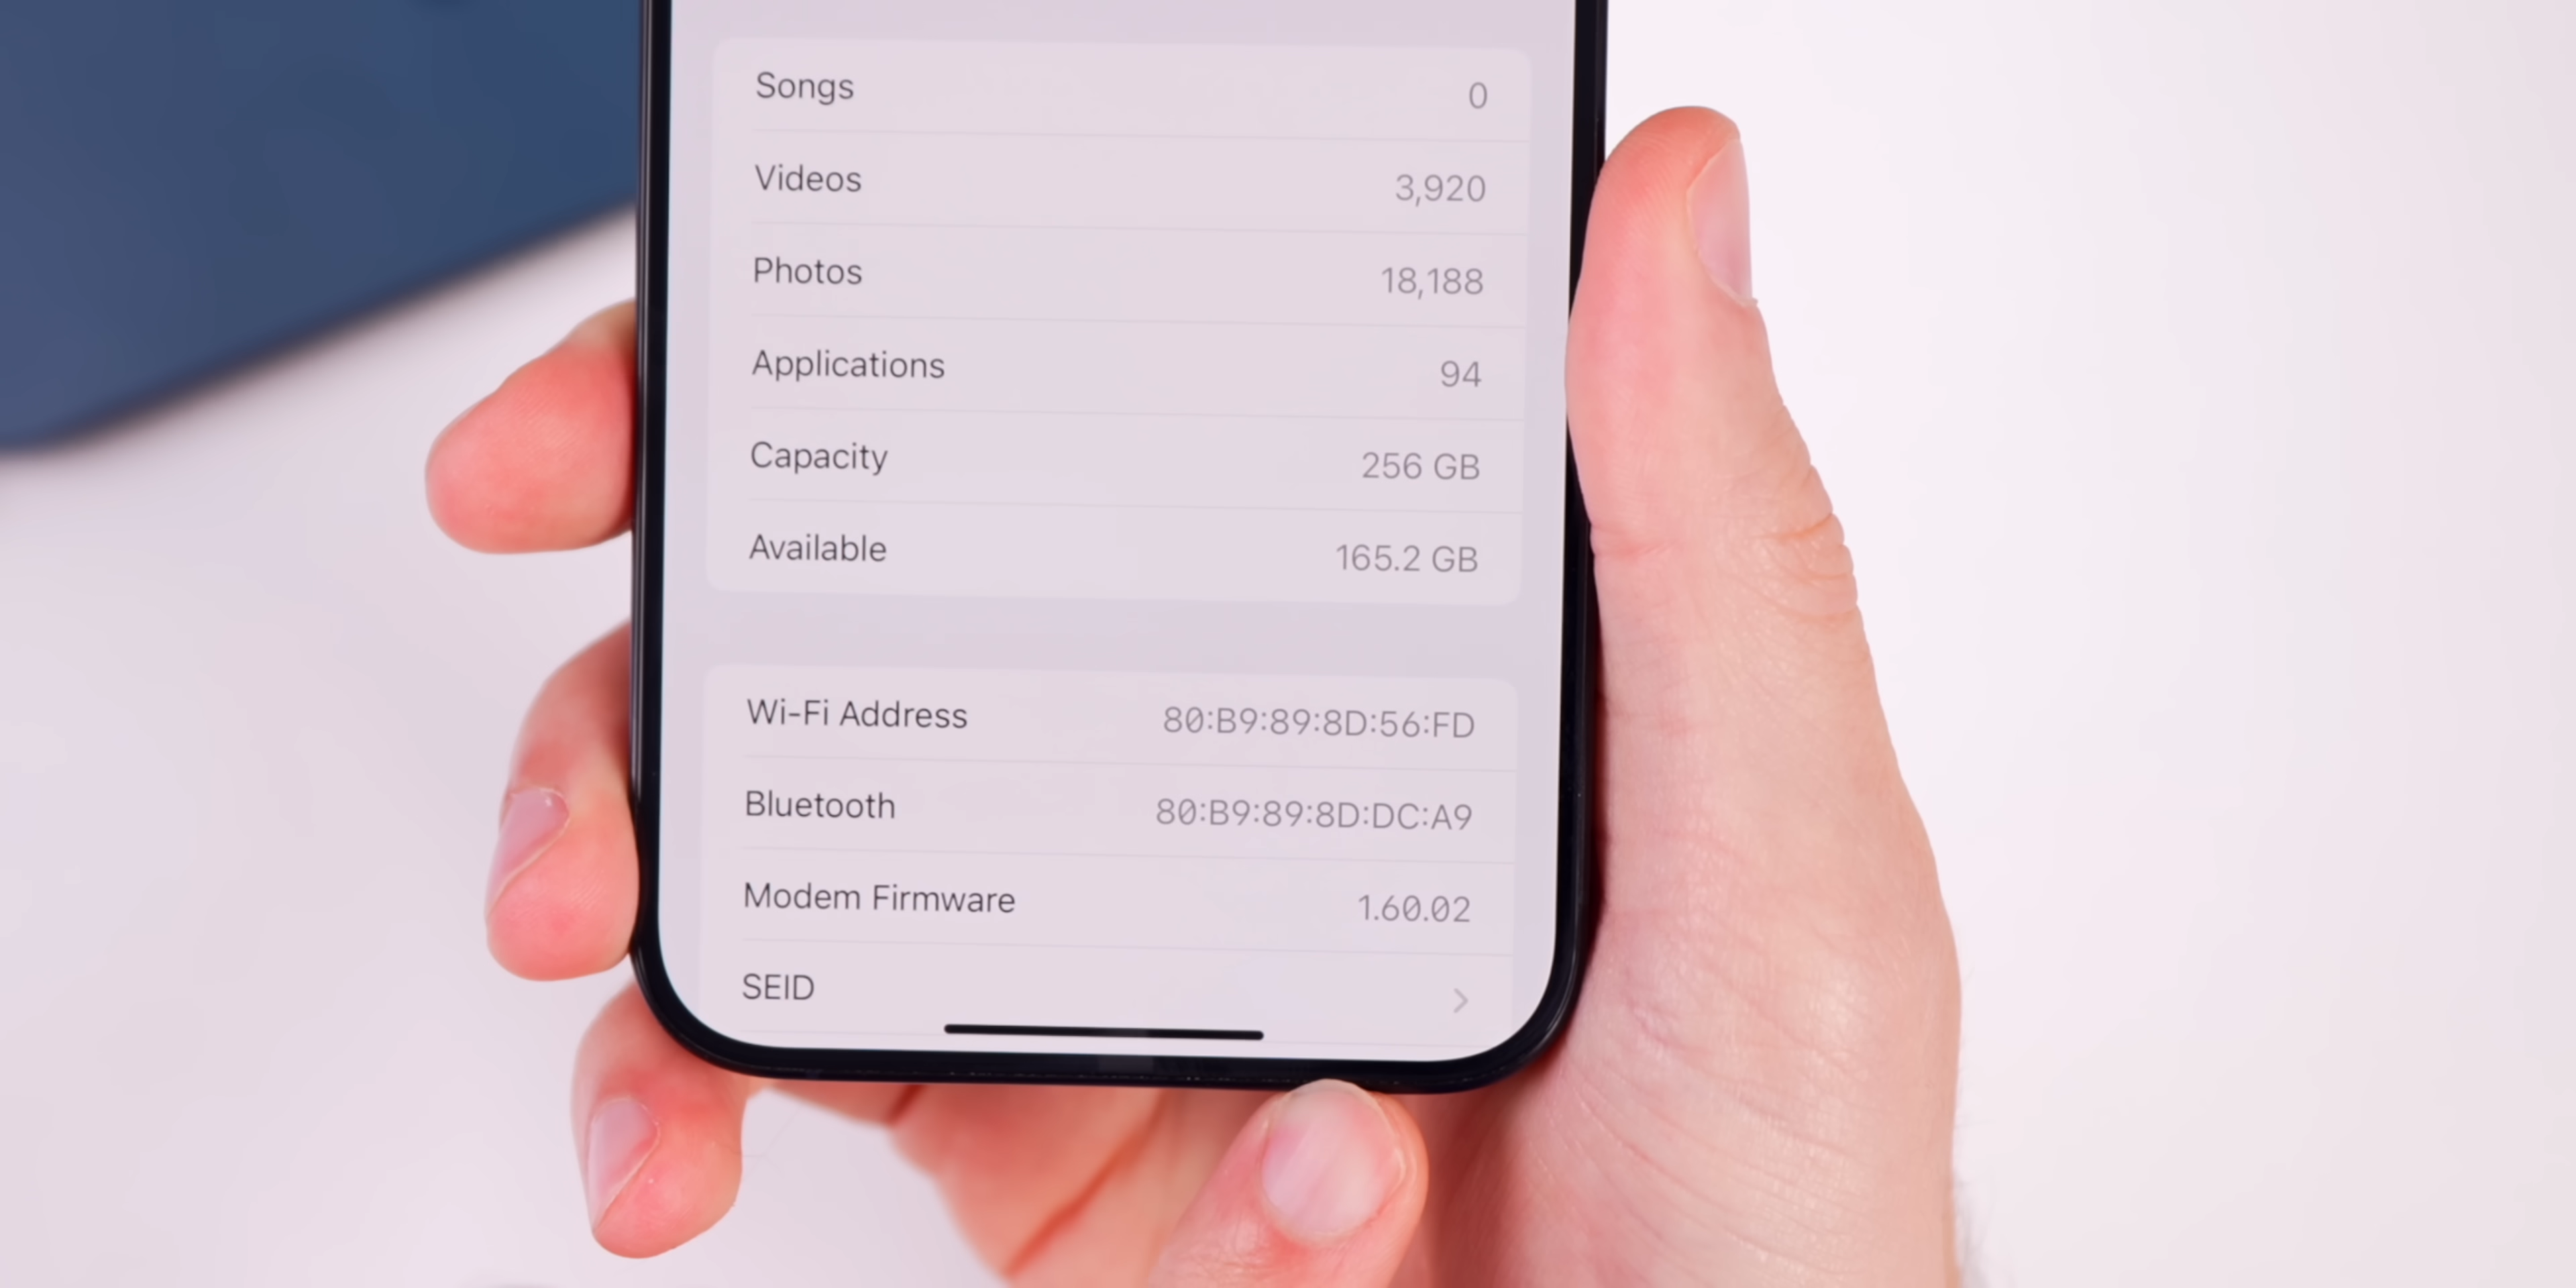 Songs 0
Videos 3,920
Photos 18,188
Applications 94
Capacity 256 GB
Available 165.2 GB
Wi-Fi Address 80:B9:89:8D:56:FD
Bluetooth 80:B9:89:8D:DC:A9
Modem Firmware 1.60.02
SEID